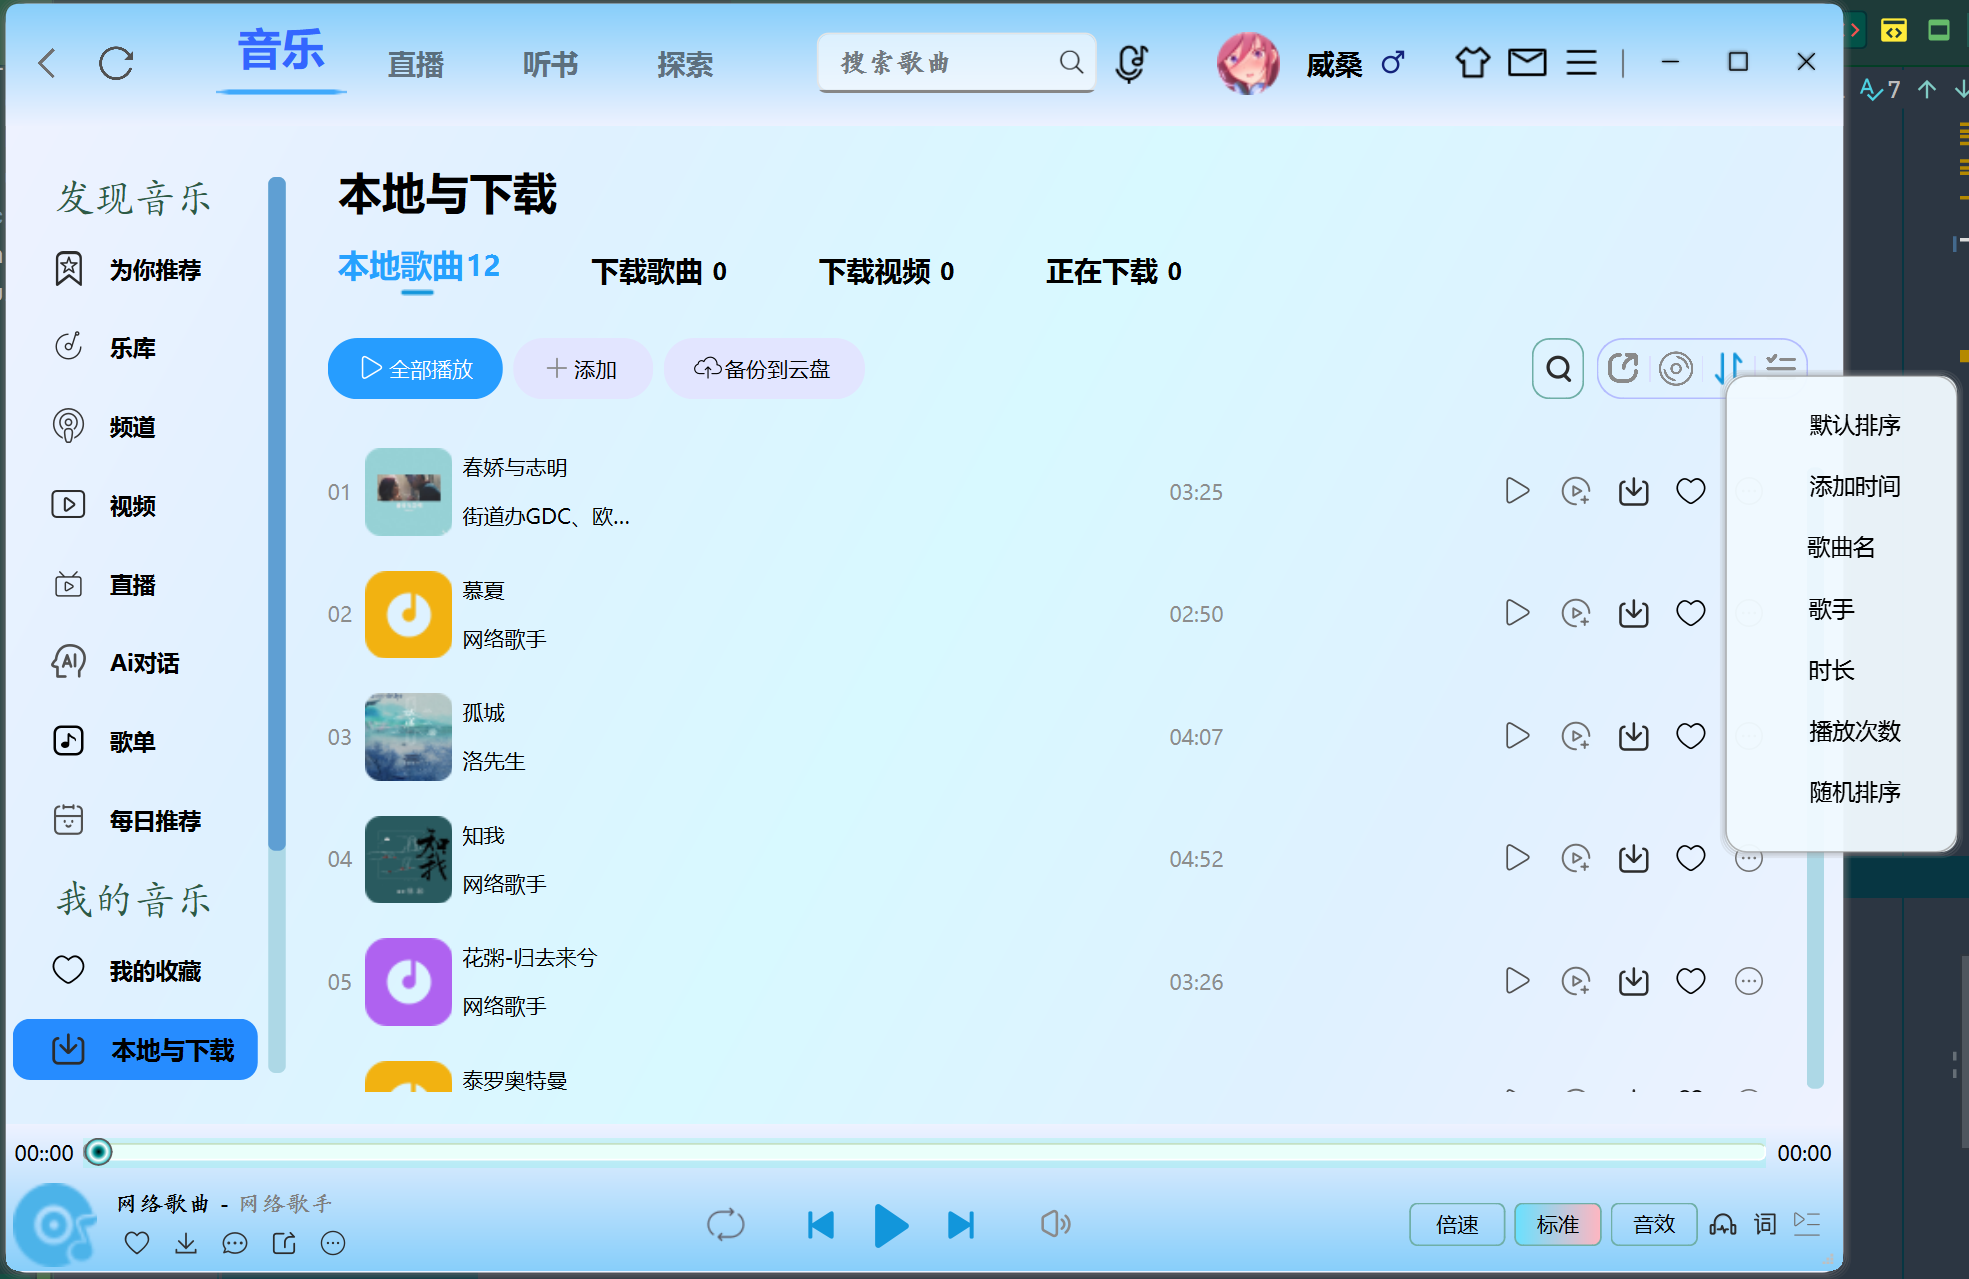 音乐
直播
听书
探索
搜索歌曲
威桑
7
发现音乐
为你推荐
乐库
频道
视频
直播
Ai对话
歌单
每日推荐
我的音乐
我的收藏
本地与下载
本地与下载
本地歌曲12
下载歌曲 0
下载视频 0
正在下载 0
全部播放
添加
备份到云盘
默认排序
添加时间
歌曲名
歌手
时长
播放次数
随机排序
01
春娇与志明
街道办GDC、欧...
03:25
02
慕夏
网络歌手
02:50
03
孤城
洛先生
04:07
04
知我
知我
网络歌手
04:52
05
花粥-归去来兮
网络歌手
03:26
泰罗奥特曼
00::00
00:00
网络歌曲 - 网络歌手
倍速
标准
音效
词